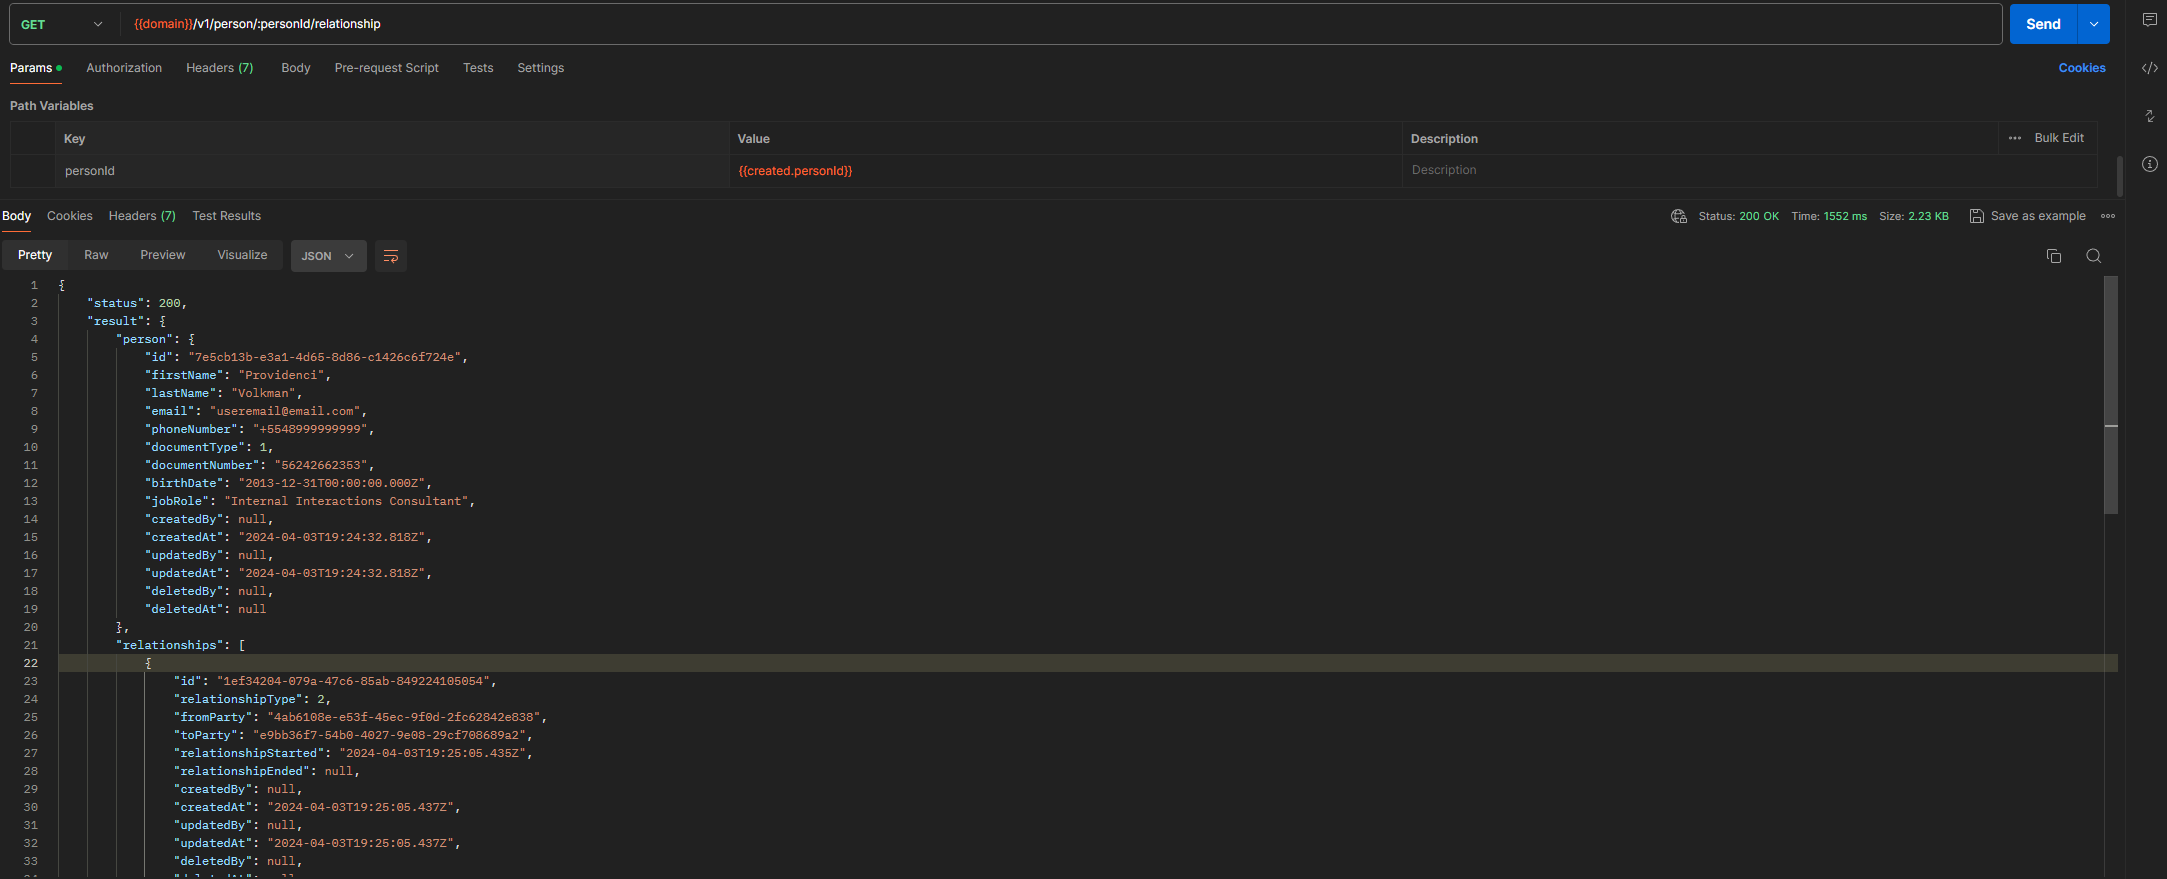 GET {{domain}}/v1/person/:personId/relationship Send
Params Authorization Headers (7) Body Pre-request Script Tests Settings Cookies
Path Variables
Key Value Description Bulk Edit
personId {{created.personId}} Description
Body Cookies Headers (7) Test Results Status: 200 OK Time: 1552 ms Size: 2.23 KB Save as example
Pretty Raw Preview Visualize JSON
1 {
2 "status": 200,
3 "result": {
4 "person": {
5 "id": "7e5cb13b-e3a1-4d65-8d86-c1426c6f724e",
6 "firstName": "Providenci",
7 "lastName": "Volkman",
8 "email": "useremail@email.com",
9 "phoneNumber": "+5548999999999",
10 "documentType": 1,
11 "documentNumber": "56242662353",
12 "birthDate": "2013-12-31T00:00:00.000Z",
13 "jobRole": "Internal Interactions Consultant",
14 "createdBy": null,
15 "createdAt": "2024-04-03T19:24:32.818Z",
16 "updatedBy": null,
17 "updatedAt": "2024-04-03T19:24:32.818Z",
18 "deletedBy": null,
19 "deletedAt": null
20 },
21 "relationships": [
22 {
23 "id": "1ef34204-079a-47c6-85ab-849224105054",
24 "relationshipType": 2,
25 "fromParty": "4ab6108e-e53f-45ec-9f0d-2fc62842e838",
26 "toParty": "e9bb36f7-54b0-4027-9e08-29cf708689a2",
27 "relationshipStarted": "2024-04-03T19:25:05.435Z",
28 "relationshipEnded": null,
29 "createdBy": null,
30 "createdAt": "2024-04-03T19:25:05.437Z",
31 "updatedBy": null,
32 "updatedAt": "2024-04-03T19:25:05.437Z",
33 "deletedBy": null,